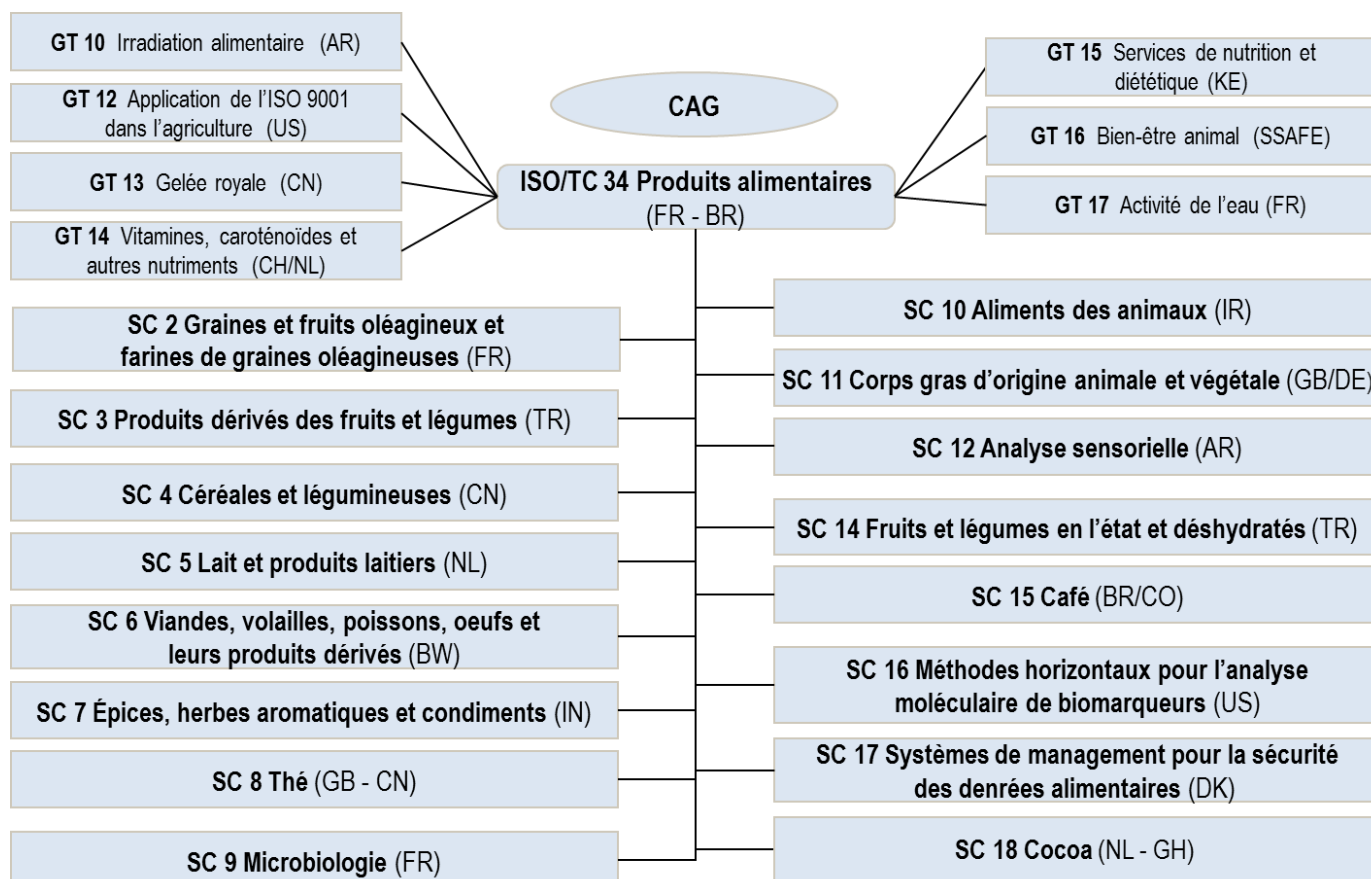 GT 10 Irradiation alimentaire (AR)
GT 12 Application de l'ISO 9001
dans l'agriculture (US)
GT 13 Gelée royale (CN)
GT 14 Vitamines, caroténoïdes et
autres nutriments (CH/NL)
CAG
ISO/TC 34 Produits alimentaires
(FR - BR)
GT 15 Services de nutrition et
diététique (KE)
GT 16 Bien-être animal (SSAFE)
GT 17 Activité de l'eau (FR)
SC 2 Graines et fruits oléagineux et
farines de graines oléagineuses (FR)
SC 3 Produits dérivés des fruits et légumes (TR)
SC 4 Céréales et légumineuses (CN)
SC 5 Lait et produits laitiers (NL)
SC 6 Viandes, volailles, poissons, oeufs et
leurs produits dérivés (BW)
SC 7 Épices, herbes aromatiques et condiments (IN)
SC 8 Thé (GB - CN)
SC 9 Microbiologie (FR)
SC 10 Aliments des animaux (IR)
SC 11 Corps gras d'origine animale et végétale (GB/DE)
SC 12 Analyse sensorielle (AR)
SC 14 Fruits et légumes en l'état et déshydratés (TR)
SC 15 Café (BR/CO)
SC 16 Méthodes horizontaux pour l'analyse
moléculaire de biomarqueurs (US)
SC 17 Systèmes de management pour la sécurité
des denrées alimentaires (DK)
SC 18 Cocoa (NL - GH)